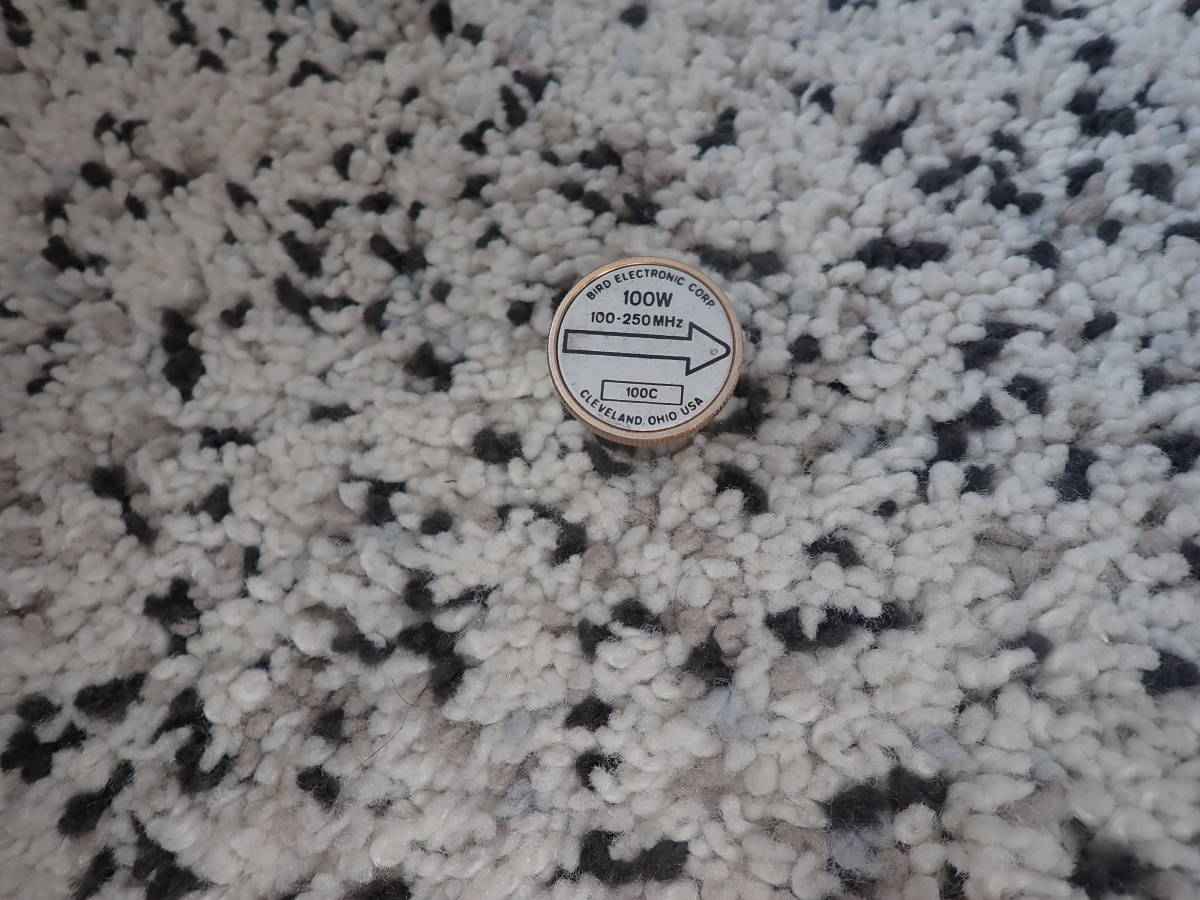 BIRD ELECTRONIC CORP.
100W
100-250MHz
100C
CLEVELAND, OHIO USA